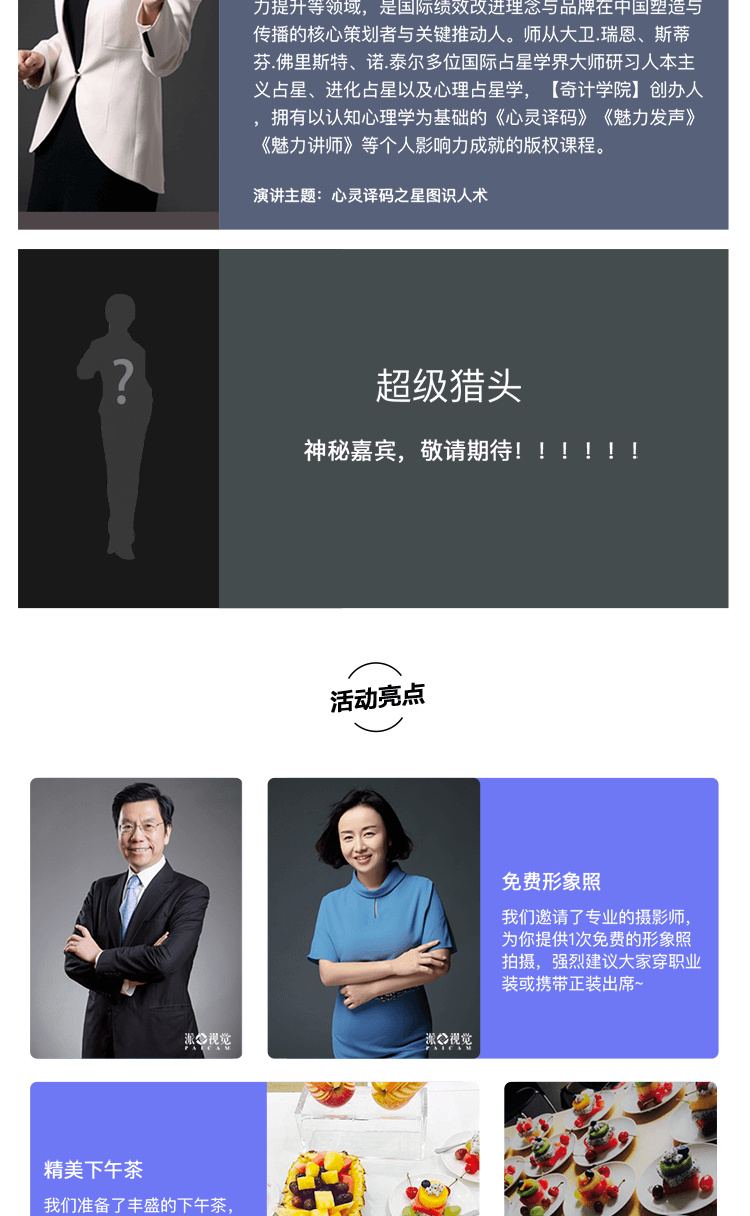 力提升等领域，是国际绩效改进理念与品牌在中国塑造与
传播的核心策划者与关键推动人。师从大卫.瑞恩、斯蒂
芬.佛里斯特、诺.泰尔多位国际占星学界大师研习人本主
义占星、进化占星以及心理占星学，【奇计学院】创办人
，拥有以认知心理学为基础的《心灵译码》《魅力发声》
《魅力讲师》等个人影响力成就的版权课程。
演讲主题：心灵译码之星图识人术
?
超级猎头
神秘嘉宾，敬请期待！！！！！！
活动亮点
派视觉
PAICAM
派视觉
PAICAM
免费形象照
我们邀请了专业的摄影师，
为你提供1次免费的形象照
拍摄，强烈建议大家穿职业
装或携带正装出席~
精美下午茶
我们准备了丰盛的下午茶，